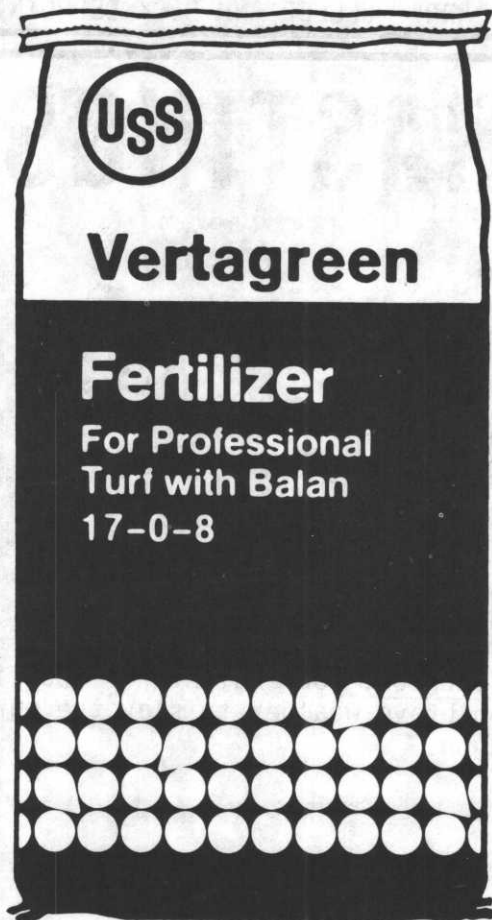 USS
Vertagreen
Fertilizer
For Professional
Turf with Balan
17-0-8